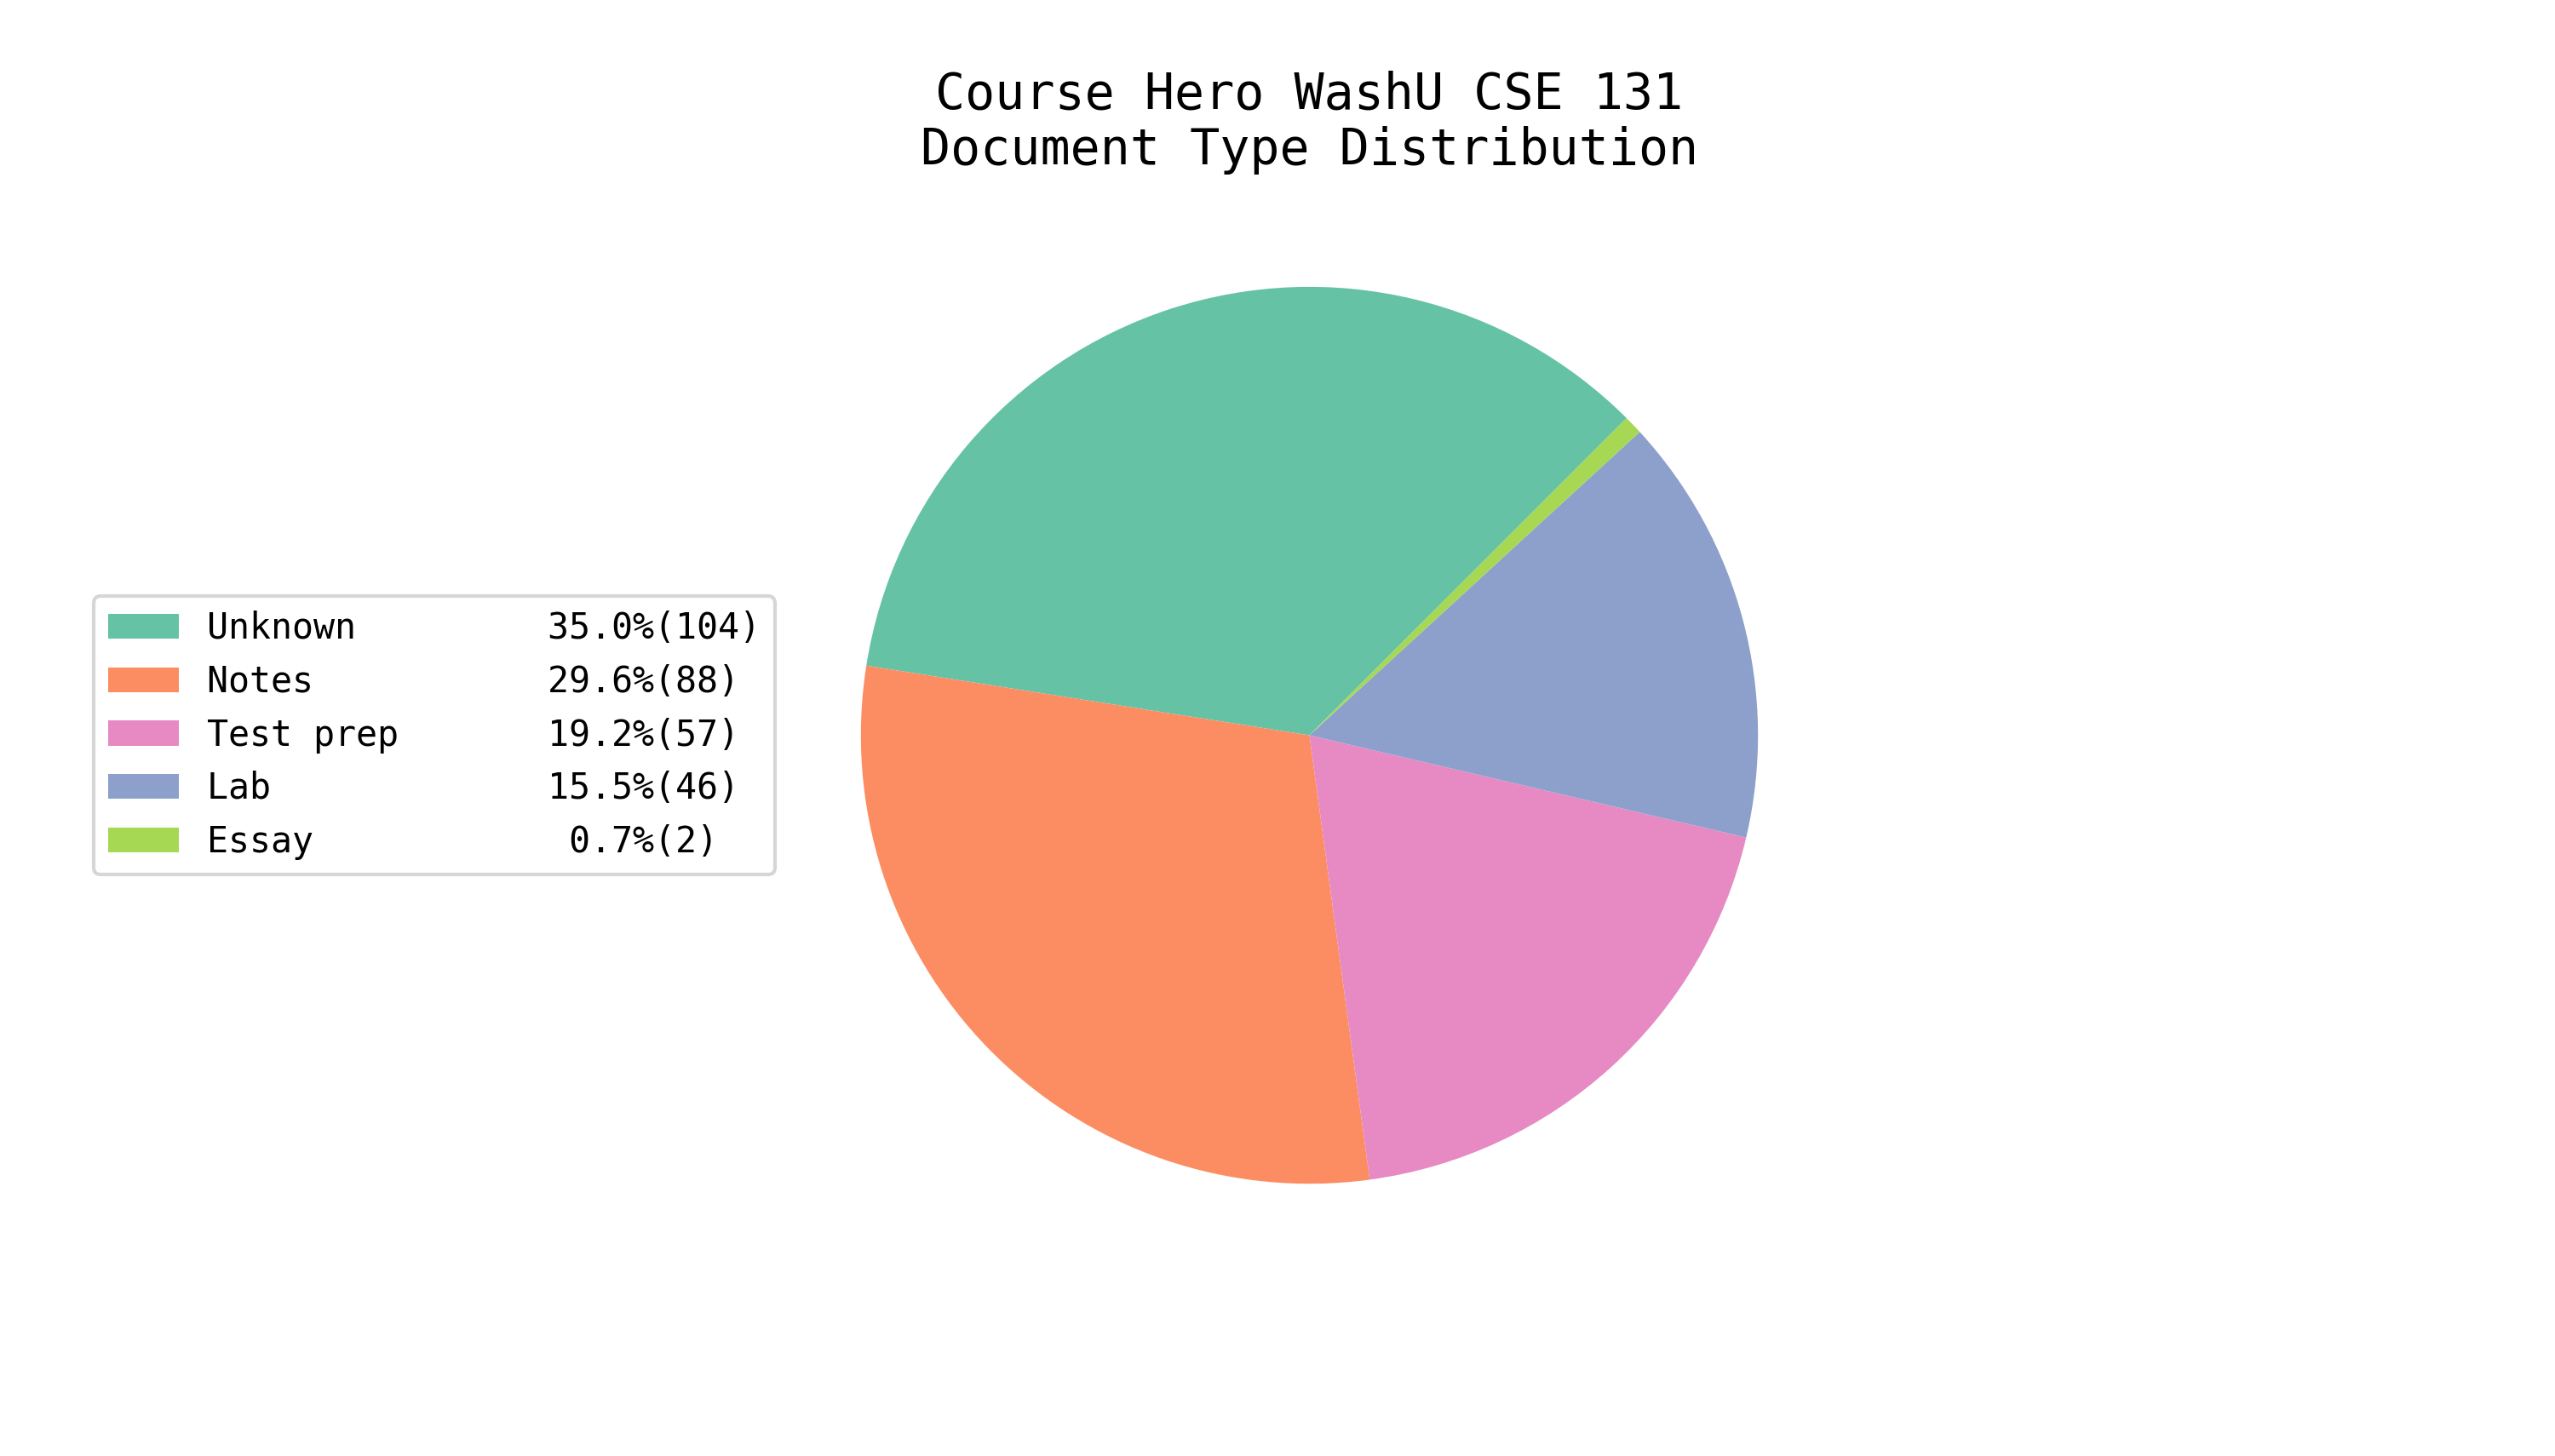 Course Hero WashU CSE 131
Document Type Distribution
Unknown 35.0%(104)
Notes 29.6%(88)
Test prep 19.2%(57)
Lab 15.5%(46)
Essay 0.7%(2)